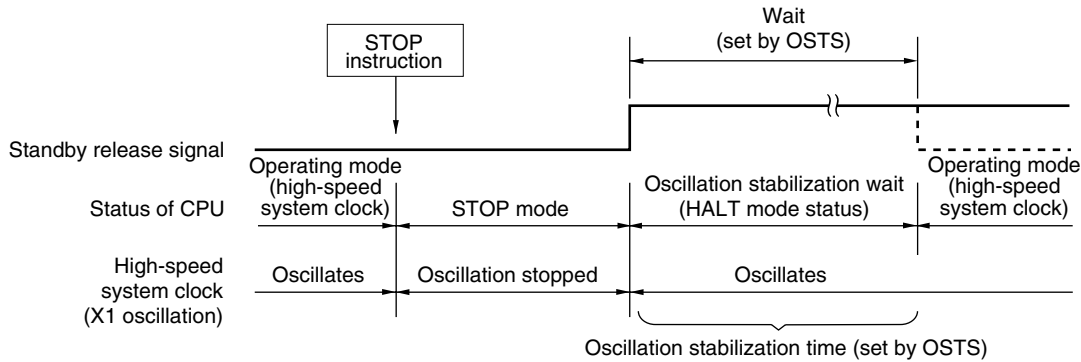 Wait
(set by OSTS)
STOP
instruction
Standby release signal
Operating mode
(high-speed
system clock)
Operating mode
(high-speed
system clock)
Status of CPU
STOP mode
Oscillation stabilization wait
(HALT mode status)
High-speed
system clock
(X1 oscillation)
Oscillates
Oscillation stopped
Oscillates
Oscillation stabilization time (set by OSTS)